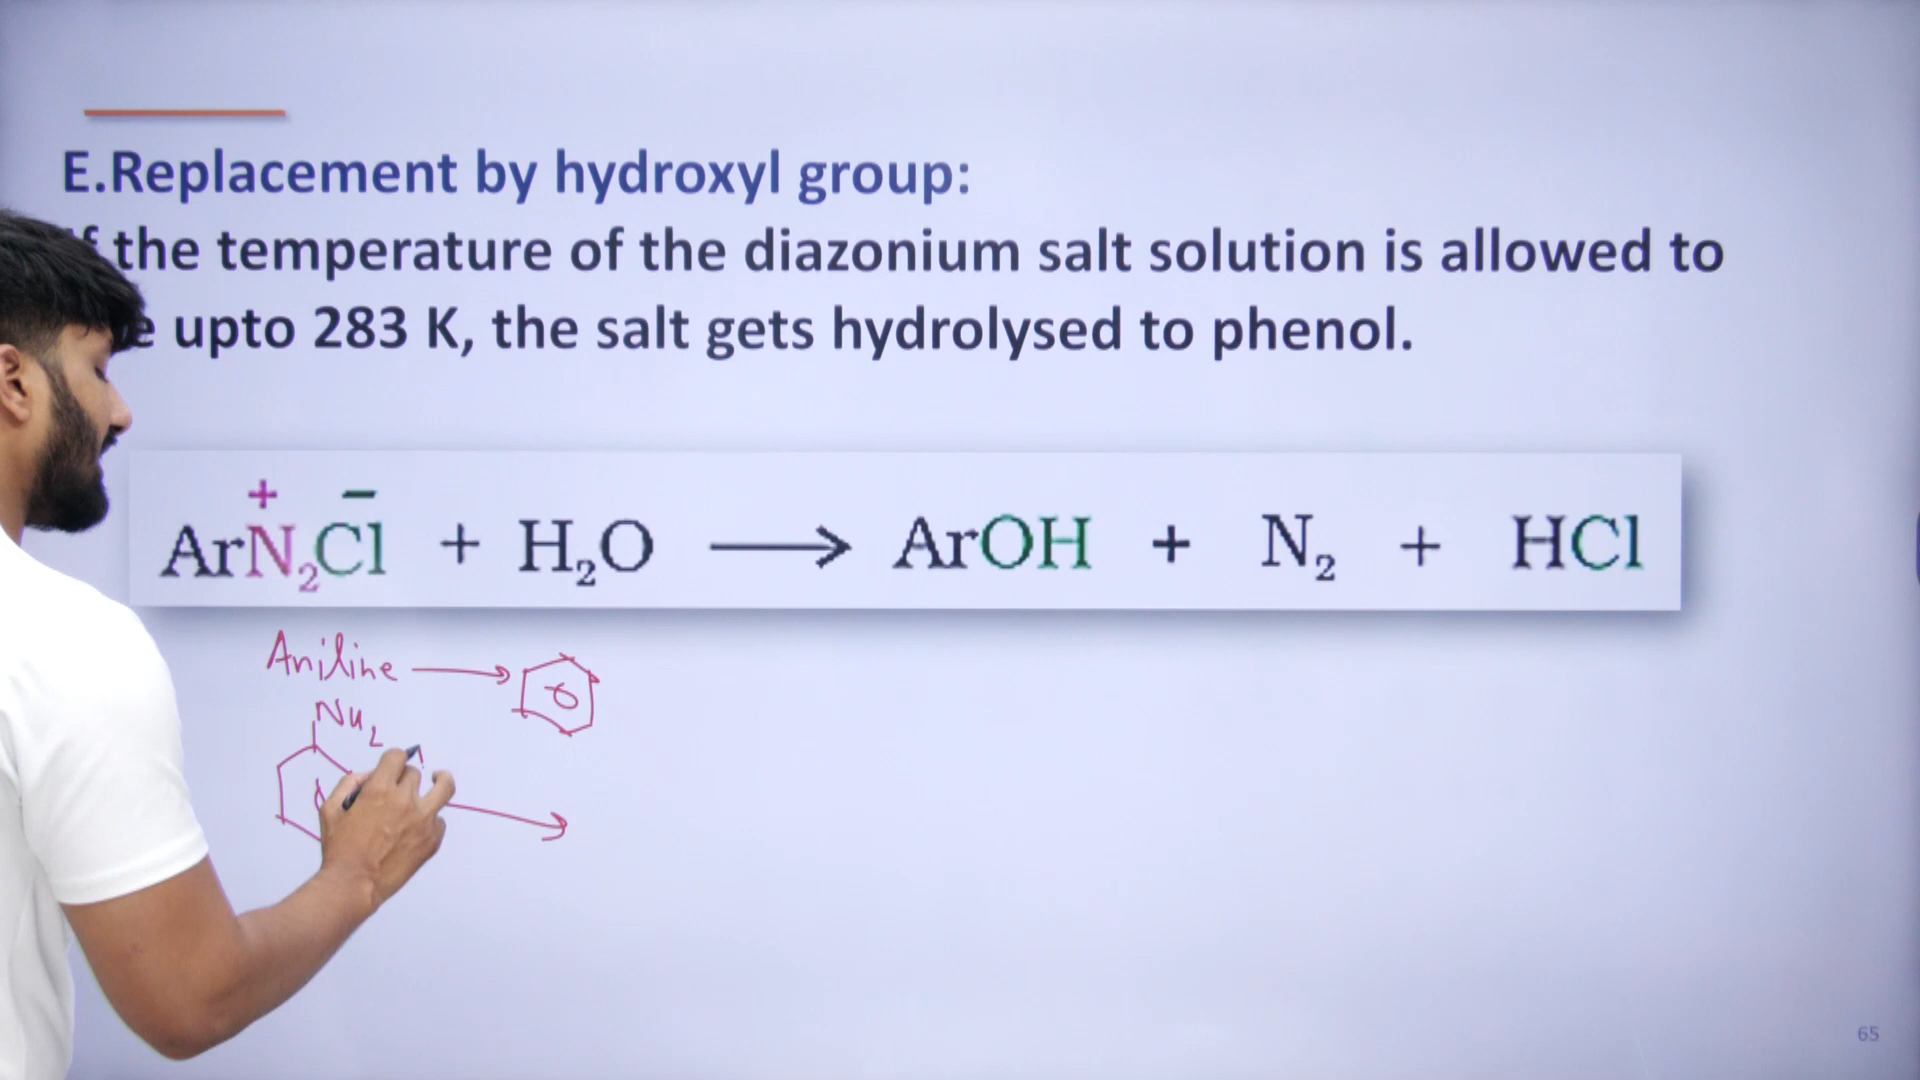 E.Replacement by hydroxyl group:
the temperature of the diazonium salt solution is allowed to
upto 283 K, the salt gets hydrolysed to phenol.
+ −
ArN₂Cl + H₂O ⟶ ArOH + N₂ + HCl
Aniline →
NH₂
65